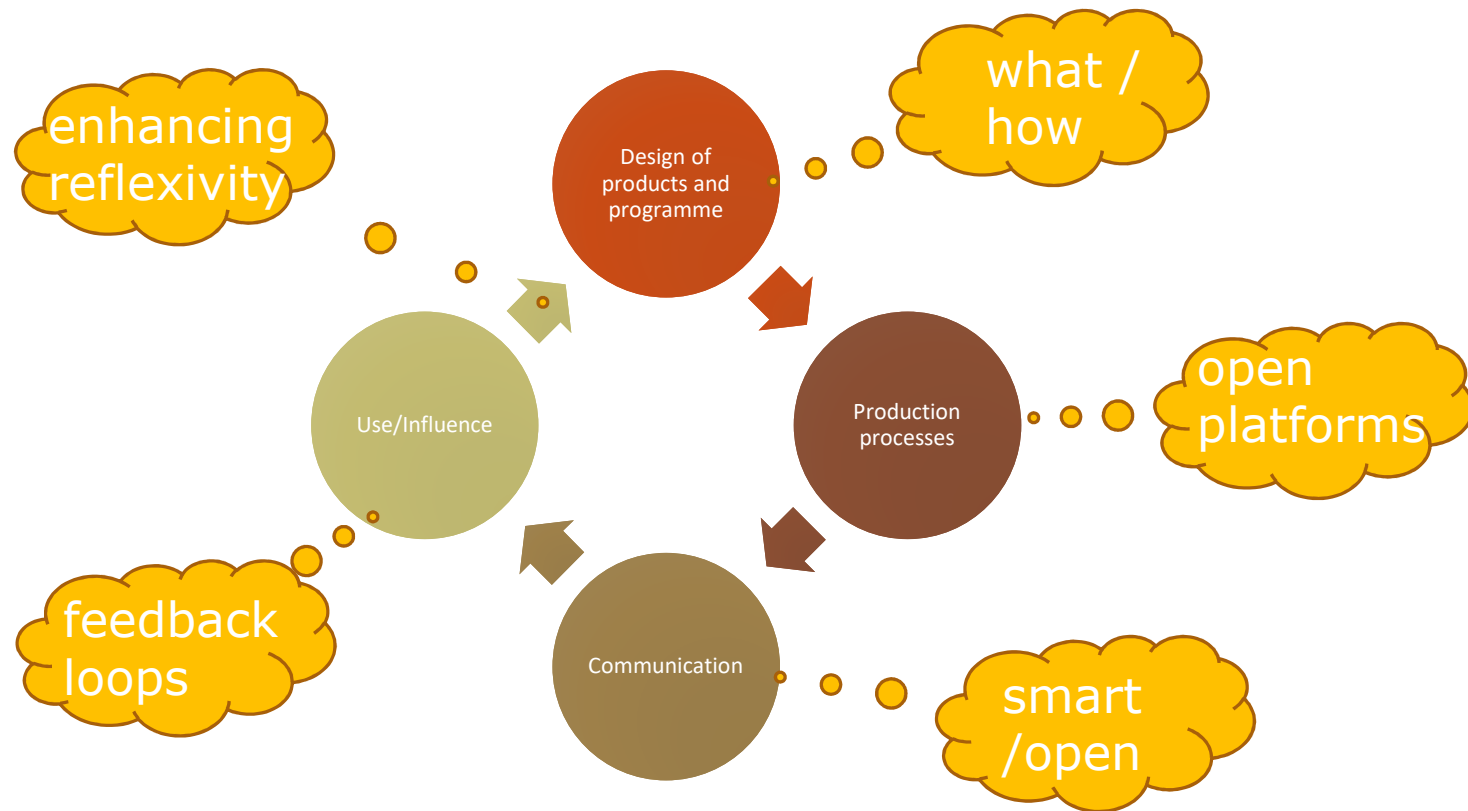 what /
how
enhancing
reflexivity
Design of
products and
programme
open
platforms
Production
processes
Use/Influence
feedback
loops
Communication
smart
/open